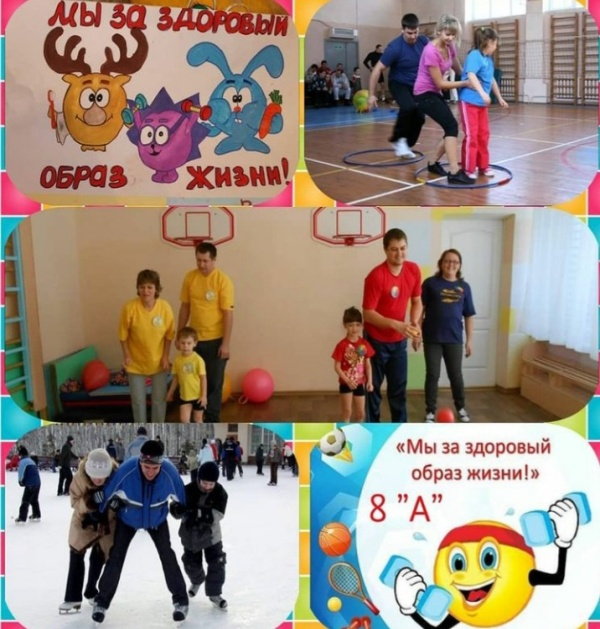 МЫ ЗА ЗДОРОВЫЙ
ОБРАЗ ЖИЗНИ!
«Мы за здоровый
образ жизни!»
8 "А"